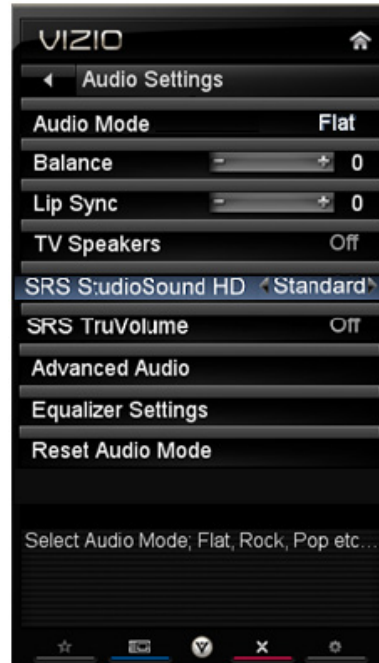 VIZIO
Audio Settings
Audio Mode Flat
Balance - + 0
Lip Sync - + 0
TV Speakers Off
SRS StudioSound HD Standard
SRS TruVolume Off
Advanced Audio
Equalizer Settings
Reset Audio Mode
Select Audio Mode; Flat, Rock, Pop etc...